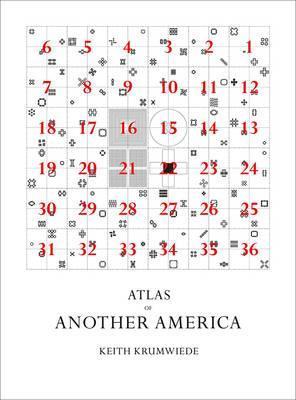 6 5 4 3 2 1
7 8 9 10 11 12
18 17 16 15 14 13
19 20 21 22 23 24
30 29 28 27 26 25
31 32 33 34 35 36
ATLAS
OF
ANOTHER AMERICA
KEITH KRUMWIEDE